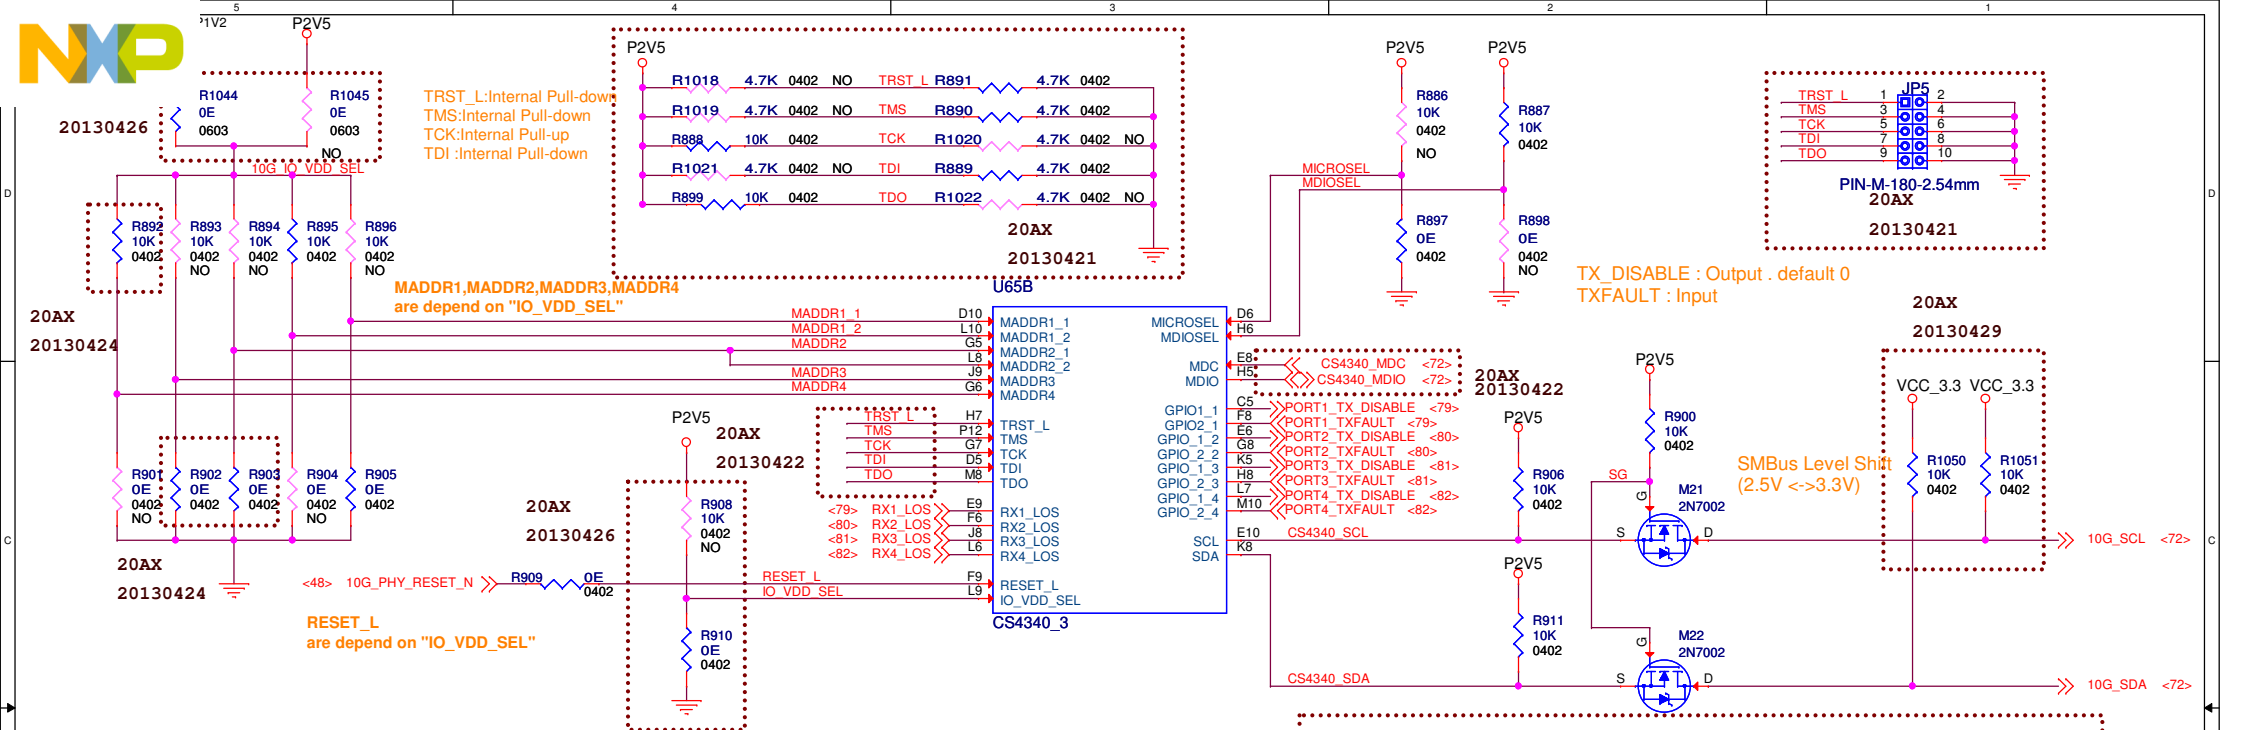 5
4
3
2
1
NXP
P1V2
P2V5
R1044
0E
0603
R1045
0E
0603
NO
20130426
10G_IO_VDD_SEL
TRST_L:Internal Pull-down
TMS:Internal Pull-down
TCK:Internal Pull-up
TDI :Internal Pull-down
P2V5
R1018 4.7K 0402 NO TRST_L R891 4.7K 0402
R1019 4.7K 0402 NO TMS R890 4.7K 0402
R888 10K 0402 TCK R1020 4.7K 0402 NO
R1021 4.7K 0402 NO TDI R889 4.7K 0402
R899 10K 0402 TDO R1022 4.7K 0402 NO
20AX
20130421
P2V5
R886
10K
0402
NO
P2V5
R887
10K
0402
MICROSEL
MDIOSEL
R897
0E
0402
R898
0E
0402
NO
JP5
TRST_L 1 2
TMS 3 4
TCK 5 6
TDI 7 8
TDO 9 10
PIN-M-180-2.54mm
20AX
20130421
D
D
R892
10K
0402
R893
10K
0402
NO
R894
10K
0402
NO
R895
10K
0402
R896
10K
0402
NO
20AX
20130424
MADDR1,MADDR2,MADDR3,MADDR4
are depend on "IO_VDD_SEL"
TX_DISABLE : Output . default 0
TXFAULT : Input
U65B
MADDR1_1 D10 MADDR1_1
MADDR1_2 L10 MADDR1_2
MADDR2 G5 MADDR2_1
L8 MADDR2_2
MADDR3 J9 MADDR3
MADDR4 G6 MADDR4
TRST_L H7 TRST_L
TMS P12 TMS
TCK G7 TCK
TDI D5 TDI
TDO M8 TDO
<79> RX1_LOS E9 RX1_LOS
<80> RX2_LOS F6 RX2_LOS
<81> RX3_LOS J8 RX3_LOS
<82> RX4_LOS L6 RX4_LOS
<48> 10G_PHY_RESET_N R909 0E 0402 RESET_L F9 RESET_L
IO_VDD_SEL L9 IO_VDD_SEL
MICROSEL D6
MDIOSEL H6
MDC E8 CS4340_MDC <72>
MDIO H5 CS4340_MDIO <72>
GPIO1_1 C5 PORT1_TX_DISABLE <79>
GPIO2_1 F8 PORT1_TXFAULT <79>
GPIO_1_2 E6 PORT2_TX_DISABLE <80>
GPIO_2_2 G8 PORT2_TXFAULT <80>
GPIO_1_3 K5 PORT3_TX_DISABLE <81>
GPIO_2_3 H8 PORT3_TXFAULT <81>
GPIO_1_4 L7 PORT4_TX_DISABLE <82>
GPIO_2_4 M10 PORT4_TXFAULT <82>
SCL E10 CS4340_SCL
SDA K8
CS4340_3
20AX
20130422
20AX
20130422
R901
0E
0402
NO
R902
0E
0402
R903
0E
0402
R904
0E
0402
NO
R905
0E
0402
20AX
20130424
P2V5
R908
10K
0402
NO
R910
0E
0402
20AX
20130426
RESET_L
are depend on "IO_VDD_SEL"
P2V5
R906
10K
0402
P2V5
R900
10K
0402
SG
G
M21
2N7002
S
D
SMBus Level Shift
(2.5V <->3.3V)
20AX
20130429
VCC_3.3 VCC_3.3
R1050
10K
0402
R1051
10K
0402
10G_SCL <72>
P2V5
R911
10K
0402
G
M22
2N7002
CS4340_SDA
S
D
10G_SDA <72>
C
C